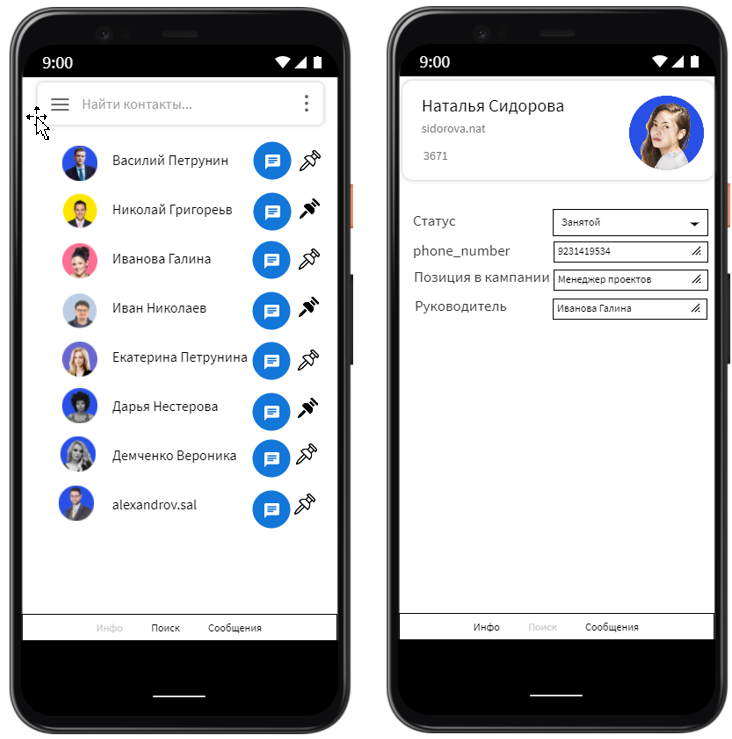 9:00
Найти контакты...
Василий Петрунин
Николай Григореьв
Иванова Галина
Иван Николаев
Екатерина Петрунина
Дарья Нестерова
Демченко Вероника
alexandrov.sal
Инфо
Поиск
Сообщения
9:00
Наталья Сидорова
sidorova.nat
3671
Статус
Занятой
phone_number
9231419534
Позиция в кампании
Менеджер проектов
Руководитель
Иванова Галина
Инфо
Поиск
Сообщения